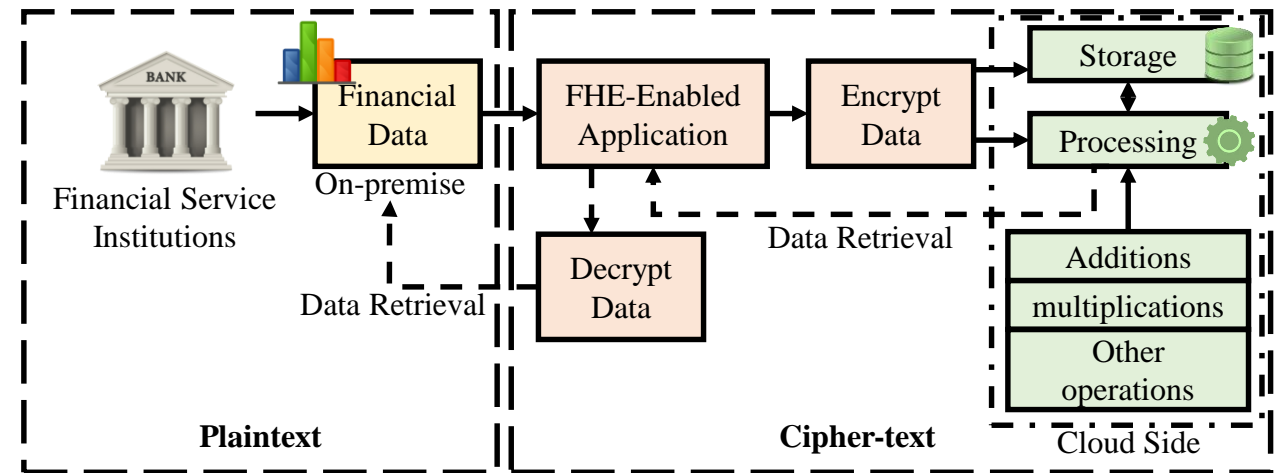 BANK
Financial Service
Institutions
Financial
Data
On-premise
Data Retrieval
Plaintext
FHE-Enabled
Application
Encrypt
Data
Decrypt
Data
Data Retrieval
Cipher-text
Storage
Processing
Additions
multiplications
Other
operations
Cloud Side